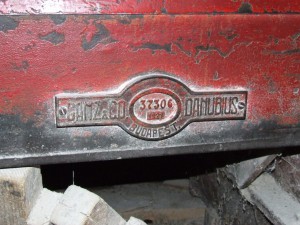 GANZ & CO DANUBIUS
37306
BUDAPEST